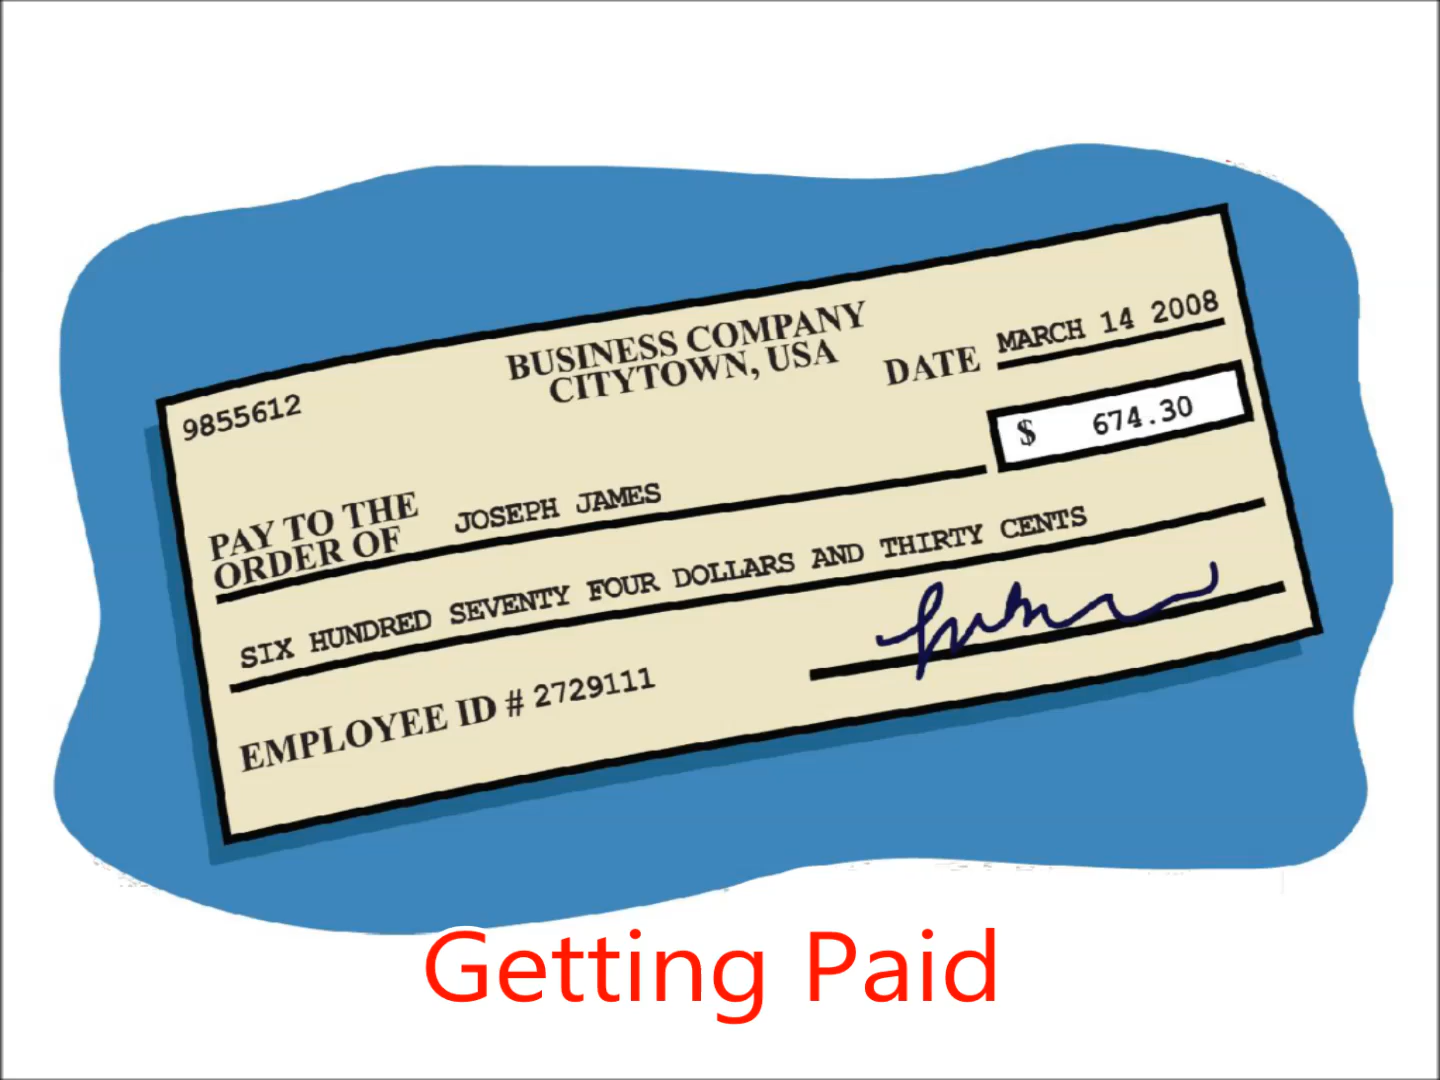 BUSINESS COMPANY
CITYTOWN, USA
DATE MARCH 14 2008
9855612
$ 674.30
PAY TO THE
ORDER OF JOSEPH JAMES
SIX HUNDRED SEVENTY FOUR DOLLARS AND THIRTY CENTS
EMPLOYEE ID # 2729111
Getting Paid